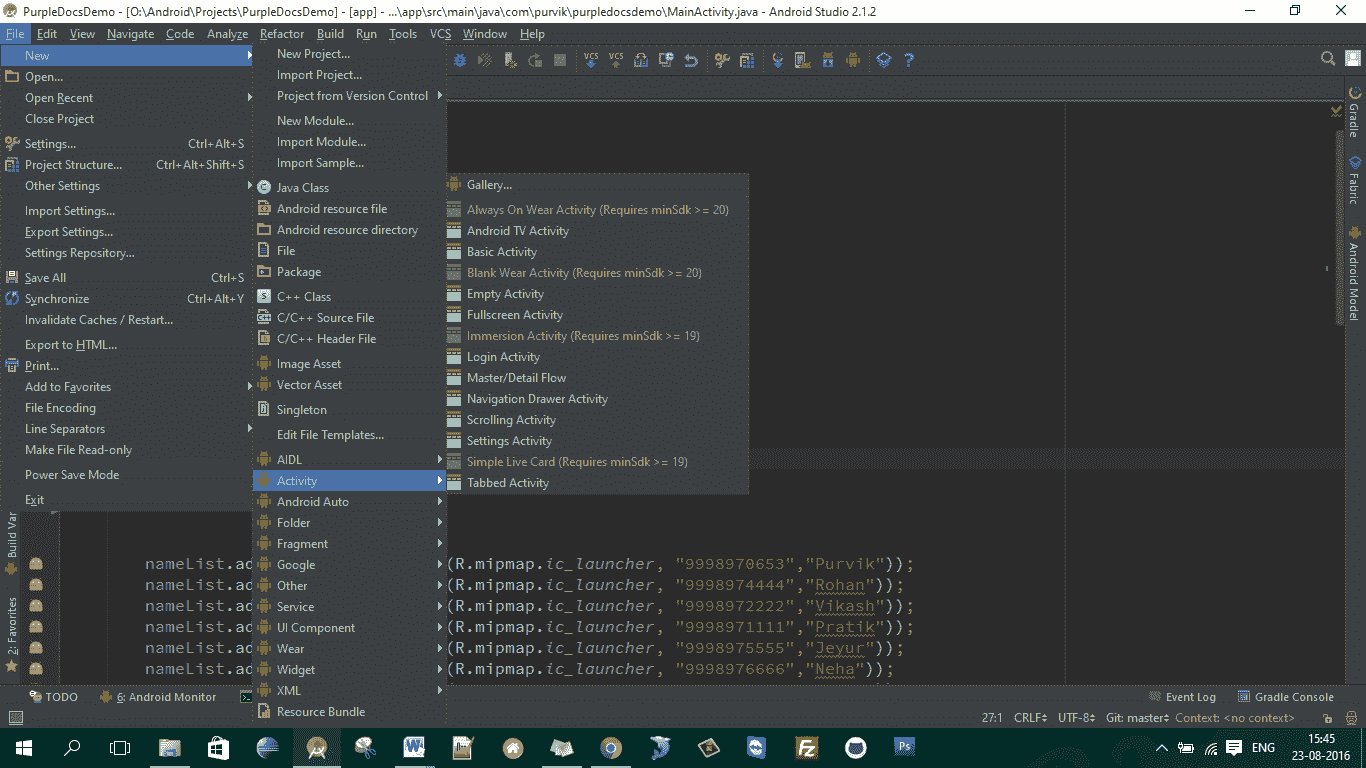 PurpleDocsDemo - [O:\Android\Projects\PurpleDocsDemo] - [app] - ...\app\src\main\java\com\purvik\purpledocsdemo\MainActivity.java - Android Studio 2.1.2
File Edit View Navigate Code Analyze Refactor Build Run Tools VCS Window Help
New
Open...
Open Recent
Close Project
Settings... Ctrl+Alt+S
Project Structure... Ctrl+Alt+Shift+S
Other Settings
Import Settings...
Export Settings...
Settings Repository...
Save All Ctrl+S
Synchronize Ctrl+Alt+Y
Invalidate Caches / Restart...
Export to HTML...
Print...
Add to Favorites
File Encoding
Line Separators
Make File Read-only
Power Save Mode
Exit
New Project...
Import Project...
Project from Version Control
New Module...
Import Module...
Import Sample...
Java Class
Android resource file
Android resource directory
File
Package
C++ Class
C/C++ Source File
C/C++ Header File
Image Asset
Vector Asset
Singleton
Edit File Templates...
AIDL
Activity
Android Auto
Folder
Fragment
Google
Other
Service
UI Component
Wear
Widget
XML
Resource Bundle
Gallery...
Always On Wear Activity (Requires minSdk >= 20)
Android TV Activity
Basic Activity
Blank Wear Activity (Requires minSdk >= 20)
Empty Activity
Fullscreen Activity
Immersion Activity (Requires minSdk >= 19)
Login Activity
Master/Detail Flow
Navigation Drawer Activity
Scrolling Activity
Settings Activity
Simple Live Card (Requires minSdk >= 19)
Tabbed Activity
VCS VCS
Gradle
Fabric
Android Model
Build Var
2: Favorites
nameList.ad (R.mipmap.ic_launcher, "9998970653","Purvik"));
nameList.ad (R.mipmap.ic_launcher, "9998974444","Rohan"));
nameList.ad (R.mipmap.ic_launcher, "9998972222","Vikash"));
nameList.ad (R.mipmap.ic_launcher, "9998971111","Pratik"));
nameList.ad (R.mipmap.ic_launcher, "9998975555","Jeyur"));
nameList.ad (R.mipmap.ic_launcher, "9998976666","Neha"));
TODO 6: Android Monitor Event Log Gradle Console
27:1 CRLF UTF-8 Git: master Context: <no context>
ENG
15:45
23-08-2016